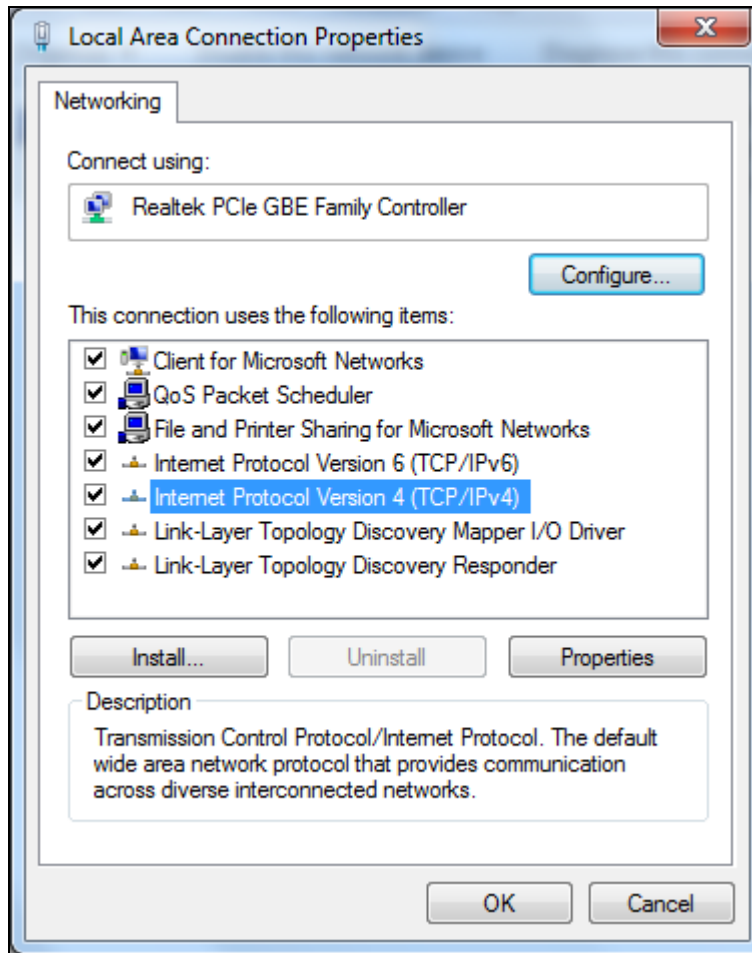 Local Area Connection Properties
Networking
Connect using:
Realtek PCIe GBE Family Controller
Configure...
This connection uses the following items:
Client for Microsoft Networks
QoS Packet Scheduler
File and Printer Sharing for Microsoft Networks
Internet Protocol Version 6 (TCP/IPv6)
Internet Protocol Version 4 (TCP/IPv4)
Link-Layer Topology Discovery Mapper I/O Driver
Link-Layer Topology Discovery Responder
Install... Uninstall Properties
Description
Transmission Control Protocol/Internet Protocol. The default
wide area network protocol that provides communication
across diverse interconnected networks.
OK Cancel